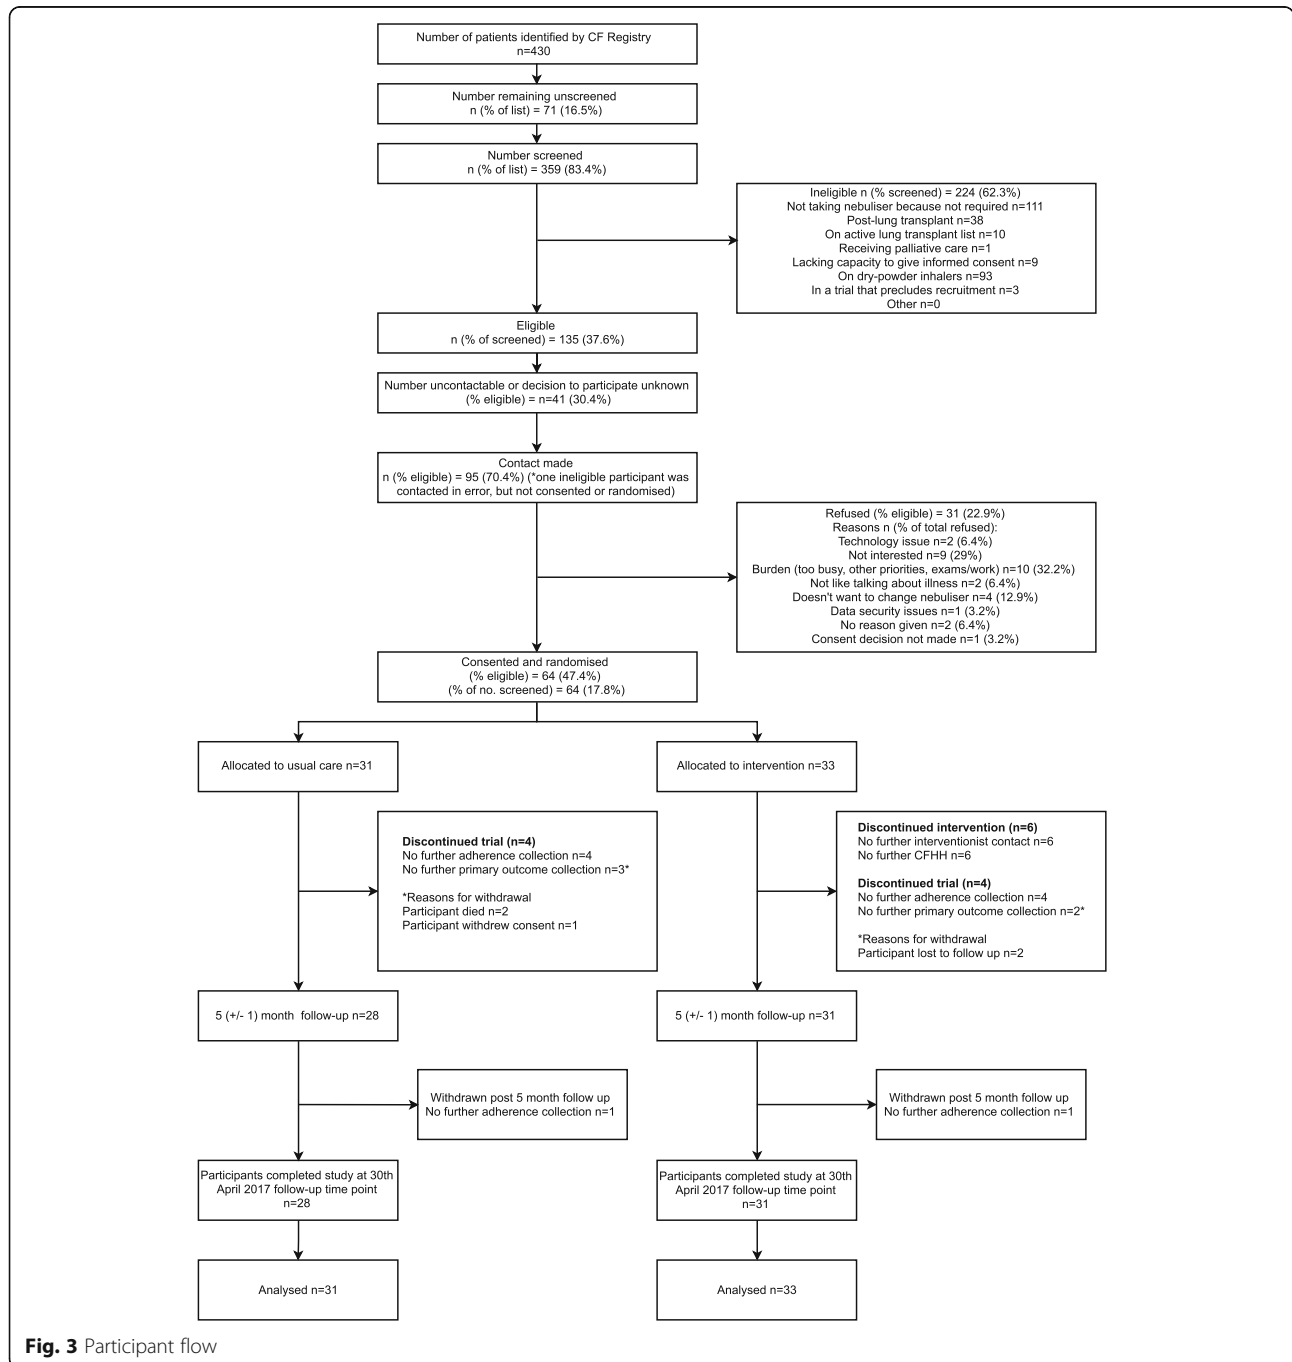 Number of patients identified by CF Registry
n=430
Number remaining unscreened
n (% of list) = 71 (16.5%)
Number screened
n (% of list) = 359 (83.4%)
Ineligible n (% screened) = 224 (62.3%)
Not taking nebuliser because not required n=111
Post-lung transplant n=38
On active lung transplant list n=10
Receiving palliative care n=1
Lacking capacity to give informed consent n=9
On dry-powder inhalers n=93
In a trial that precludes recruitment n=3
Other n=0
Eligible
n (% of screened) = 135 (37.6%)
Number uncontactable or decision to participate unknown
(% eligible) = n=41 (30.4%)
Contact made
n (% eligible) = 95 (70.4%) (*one ineligible participant was
contacted in error, but not consented or randomised)
Refused (% eligible) = 31 (22.9%)
Reasons n (% of total refused):
Technology issue n=2 (6.4%)
Not interested n=9 (29%)
Burden (too busy, other priorities, exams/work) n=10 (32.2%)
Not like talking about illness n=2 (6.4%)
Doesn't want to change nebuliser n=4 (12.9%)
Data security issues n=1 (3.2%)
No reason given n=2 (6.4%)
Consent decision not made n=1 (3.2%)
Consented and randomised
(% eligible) = 64 (47.4%)
(% of no. screened) = 64 (17.8%)
Allocated to usual care n=31
Allocated to intervention n=33
Discontinued trial (n=4)
No further adherence collection n=4
No further primary outcome collection n=3*
*Reasons for withdrawal
Participant died n=2
Participant withdrew consent n=1
Discontinued intervention (n=6)
No further interventionist contact n=6
No further CFHH n=6
Discontinued trial (n=4)
No further adherence collection n=4
No further primary outcome collection n=2*
*Reasons for withdrawal
Participant lost to follow up n=2
5 (+/- 1) month follow-up n=28
5 (+/- 1) month follow-up n=31
Withdrawn post 5 month follow up
No further adherence collection n=1
Withdrawn post 5 month follow up
No further adherence collection n=1
Participants completed study at 30th
April 2017 follow-up time point
n=28
Participants completed study at 30th
April 2017 follow-up time point
n=31
Analysed n=31
Analysed n=33
Fig. 3 Participant flow